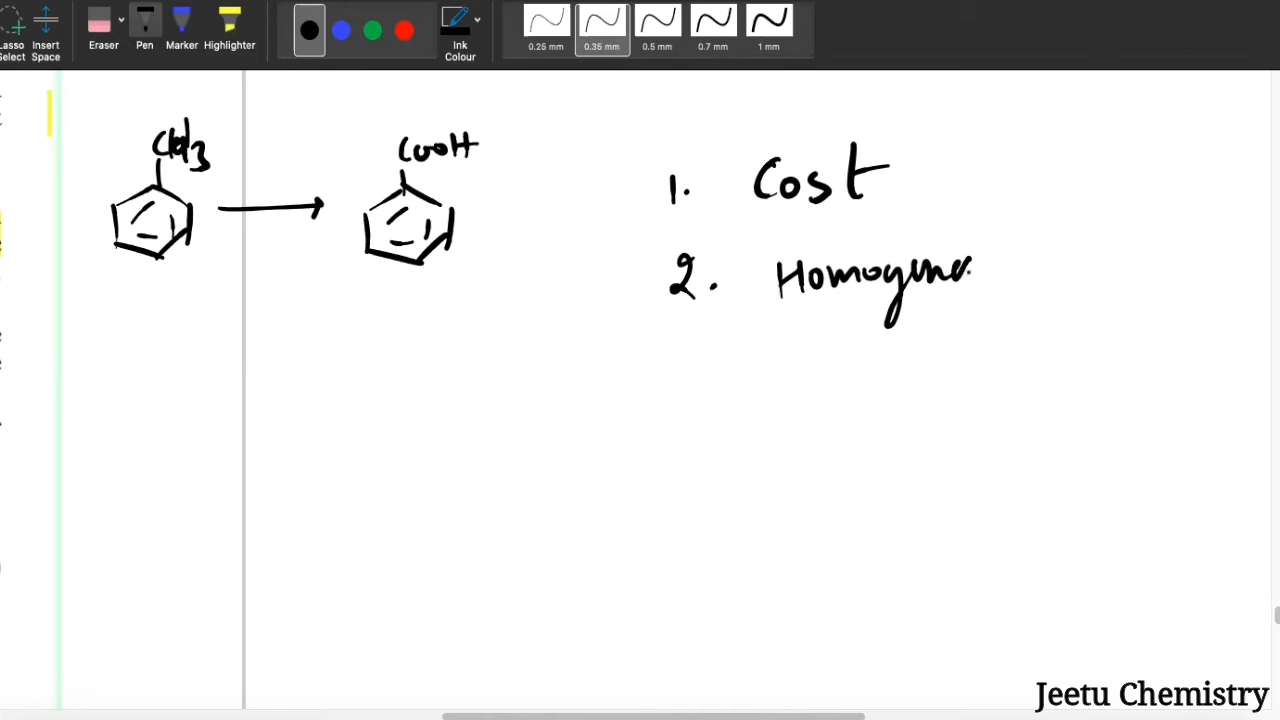 Lasso Select
Insert Space
Eraser
Pen
Marker
Highlighter
Ink Colour
0.25 mm
0.35 mm
0.5 mm
0.7 mm
1 mm
CH3
COOH
1. Cost
2. Homogene
Jeetu Chemistry